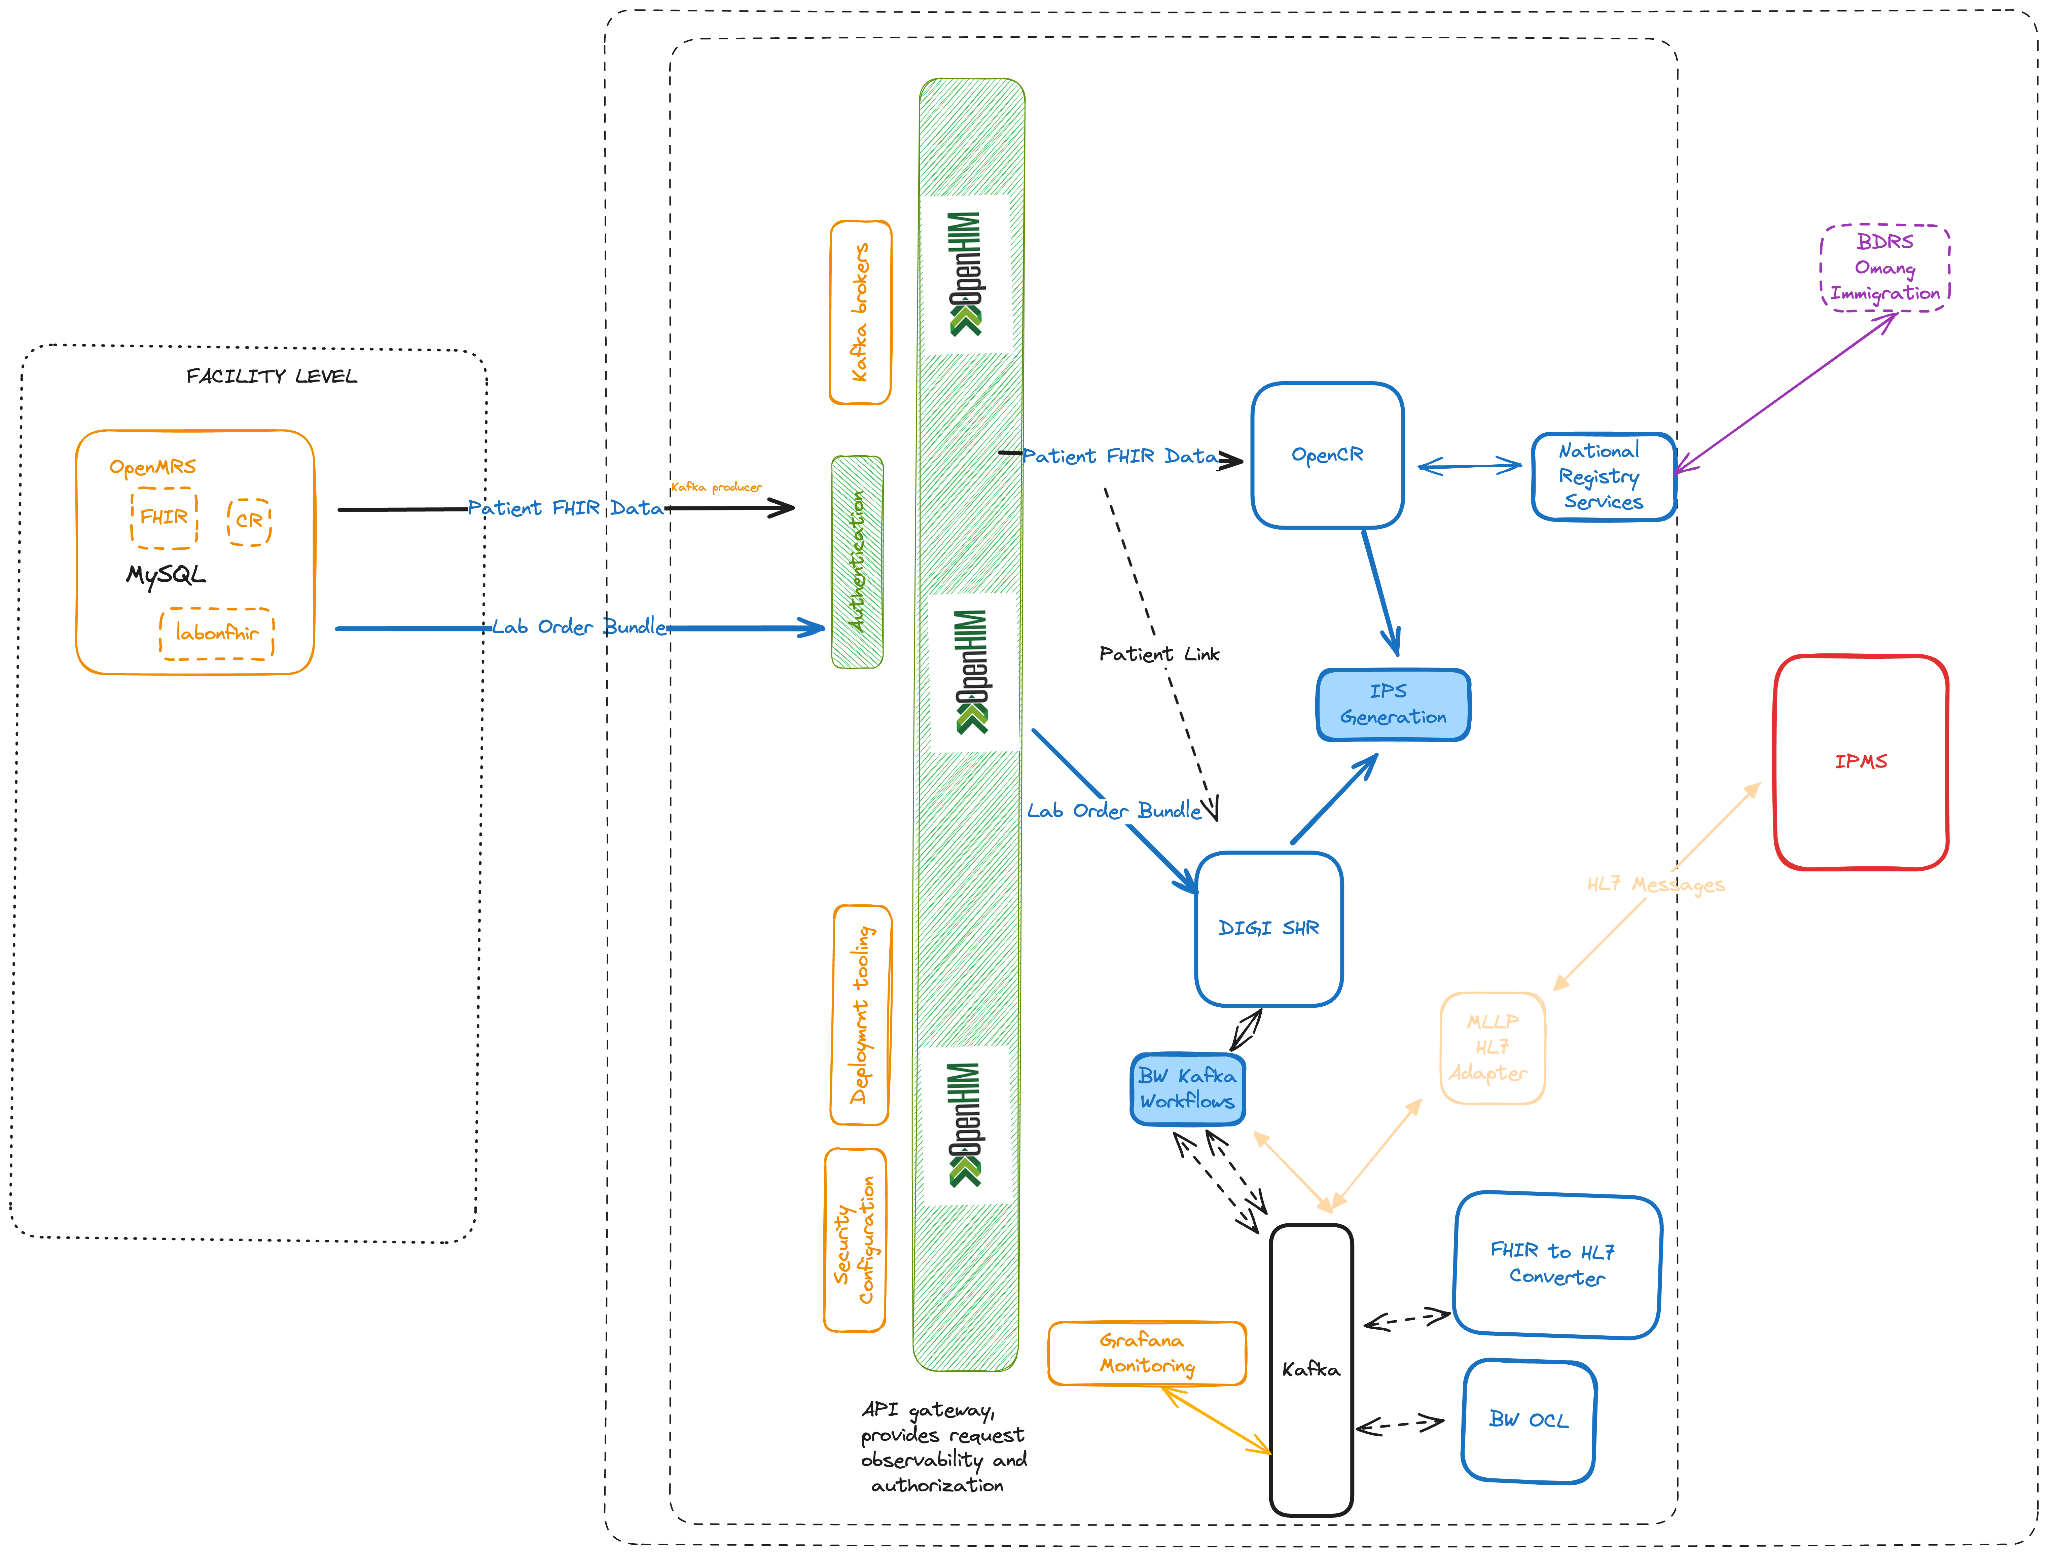 FACILITY LEVEL
OpenMRS
FHIR
CR
MySQL
labonfhir
Patient FHIR Data
Kafka producer
Lab Order Bundle
Kafka brokers
Authentication
Deploymrnt tooling
Security
Configuration
OpenHIM
OpenHIM
OpenHIM
API gateway,
provides request
observability and
authorization
Patient FHIR Data
Patient Link
Lab Order Bundle
OpenCR
National
Registry
Services
BDRS
Omang
Immigration
IPS
Generation
IPMS
HL7 Messages
DIGI SHR
MLLP
HL7
Adapter
BW Kafka
Workflows
FHIR to HL7
Converter
Grafana
Monitoring
Kafka
BW OCL